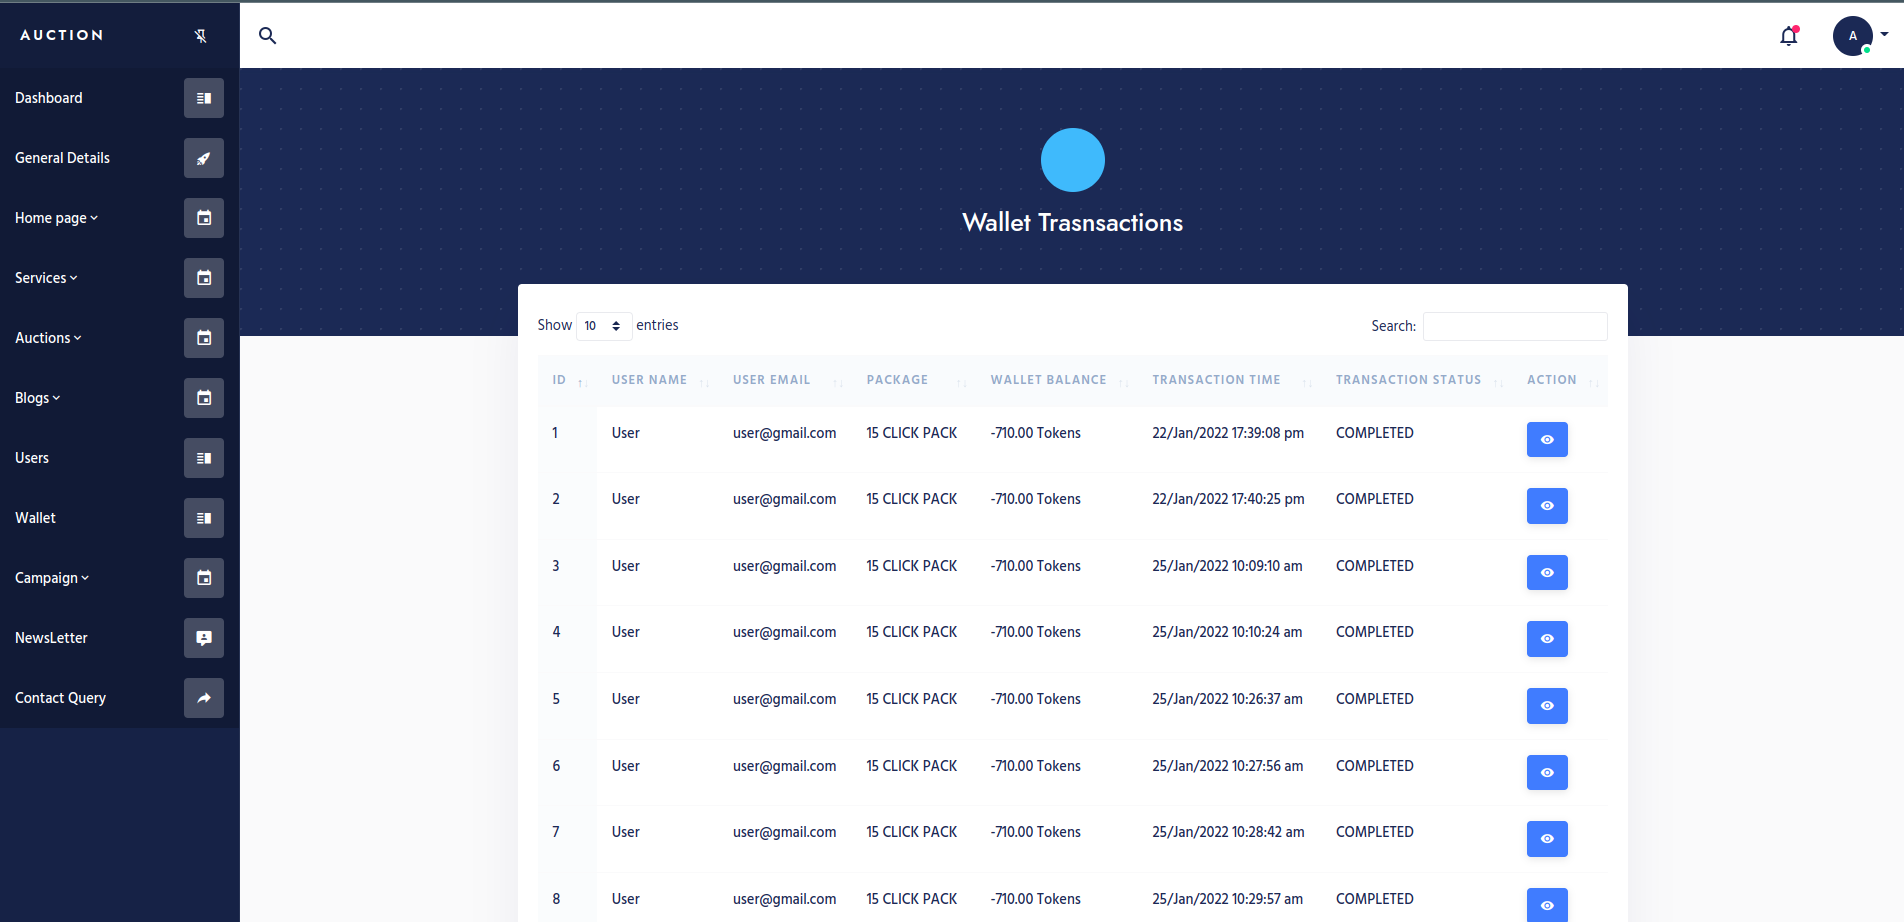 AUCTION
A
Dashboard
General Details
Home page
Services
Auctions
Blogs
Users
Wallet
Campaign
NewsLetter
Contact Query
Wallet Trasnsactions
Show 10 entries Search:
ID USER NAME USER EMAIL PACKAGE WALLET BALANCE TRANSACTION TIME TRANSACTION STATUS ACTION
1 User user@gmail.com 15 CLICK PACK -710.00 Tokens 22/Jan/2022 17:39:08 pm COMPLETED
2 User user@gmail.com 15 CLICK PACK -710.00 Tokens 22/Jan/2022 17:40:25 pm COMPLETED
3 User user@gmail.com 15 CLICK PACK -710.00 Tokens 25/Jan/2022 10:09:10 am COMPLETED
4 User user@gmail.com 15 CLICK PACK -710.00 Tokens 25/Jan/2022 10:10:24 am COMPLETED
5 User user@gmail.com 15 CLICK PACK -710.00 Tokens 25/Jan/2022 10:26:37 am COMPLETED
6 User user@gmail.com 15 CLICK PACK -710.00 Tokens 25/Jan/2022 10:27:56 am COMPLETED
7 User user@gmail.com 15 CLICK PACK -710.00 Tokens 25/Jan/2022 10:28:42 am COMPLETED
8 User user@gmail.com 15 CLICK PACK -710.00 Tokens 25/Jan/2022 10:29:57 am COMPLETED